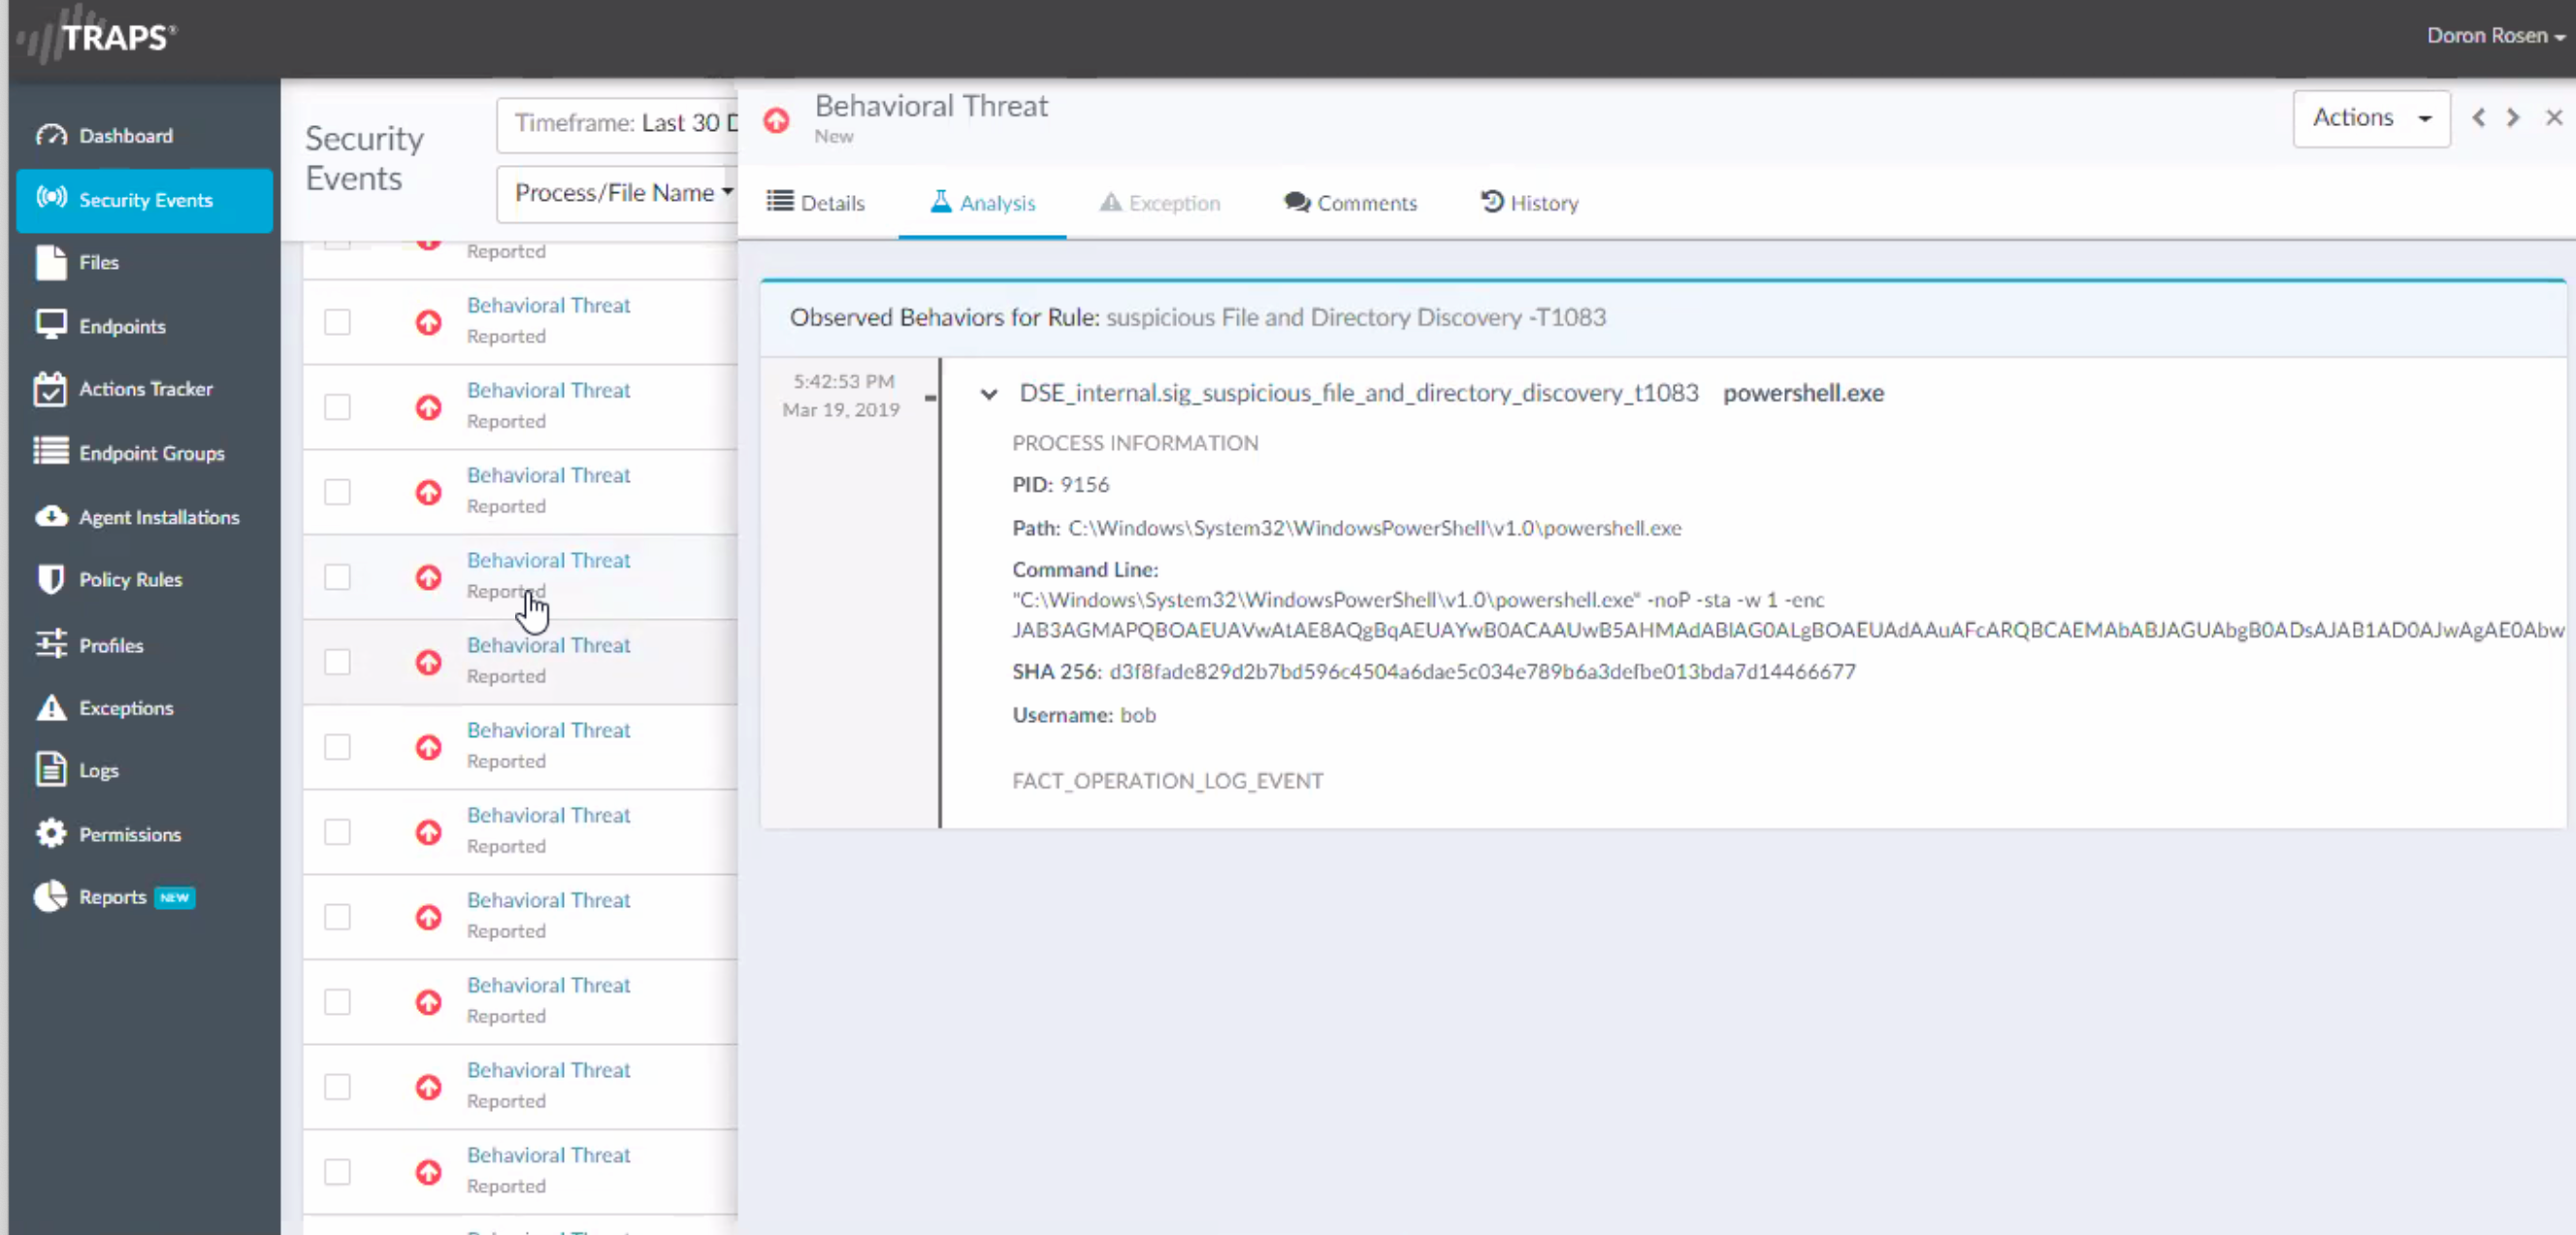 TRAPS®
Doron Rosen
Dashboard
Security Events
Files
Endpoints
Actions Tracker
Endpoint Groups
Agent Installations
Policy Rules
Profiles
Exceptions
Logs
Permissions
Reports NEW
Security
Events
Timeframe: Last 30 D
Process/File Name
Reported
Behavioral Threat
Reported
Behavioral Threat
Reported
Behavioral Threat
Reported
Behavioral Threat
Reported
Behavioral Threat
Reported
Behavioral Threat
Reported
Behavioral Threat
Reported
Behavioral Threat
Reported
Behavioral Threat
Reported
Behavioral Threat
Reported
Behavioral Threat
Reported
Behavioral Threat
New
Actions
Details
Analysis
Exception
Comments
History
Observed Behaviors for Rule: suspicious File and Directory Discovery -T1083
5:42:53 PM
Mar 19, 2019
DSE_internal.sig_suspicious_file_and_directory_discovery_t1083 powershell.exe
PROCESS INFORMATION
PID: 9156
Path: C:\Windows\System32\WindowsPowerShell\v1.0\powershell.exe
Command Line:
"C:\Windows\System32\WindowsPowerShell\v1.0\powershell.exe" -noP -sta -w 1 -enc
JAB3AGMAPQBOAEUAVwAtAE8AQgBqAEUAYwB0ACAAUwB5AHMAdABlAG0ALgBOAEUAdAAuAFcARQBCAEMAbABJAGUAbgB0ADsAJAB1AD0AJwAgAE0Abw
SHA 256: d3f8fade829d2b7bd596c4504a6dae5c034e789b6a3defbe013bda7d14466677
Username: bob
FACT_OPERATION_LOG_EVENT